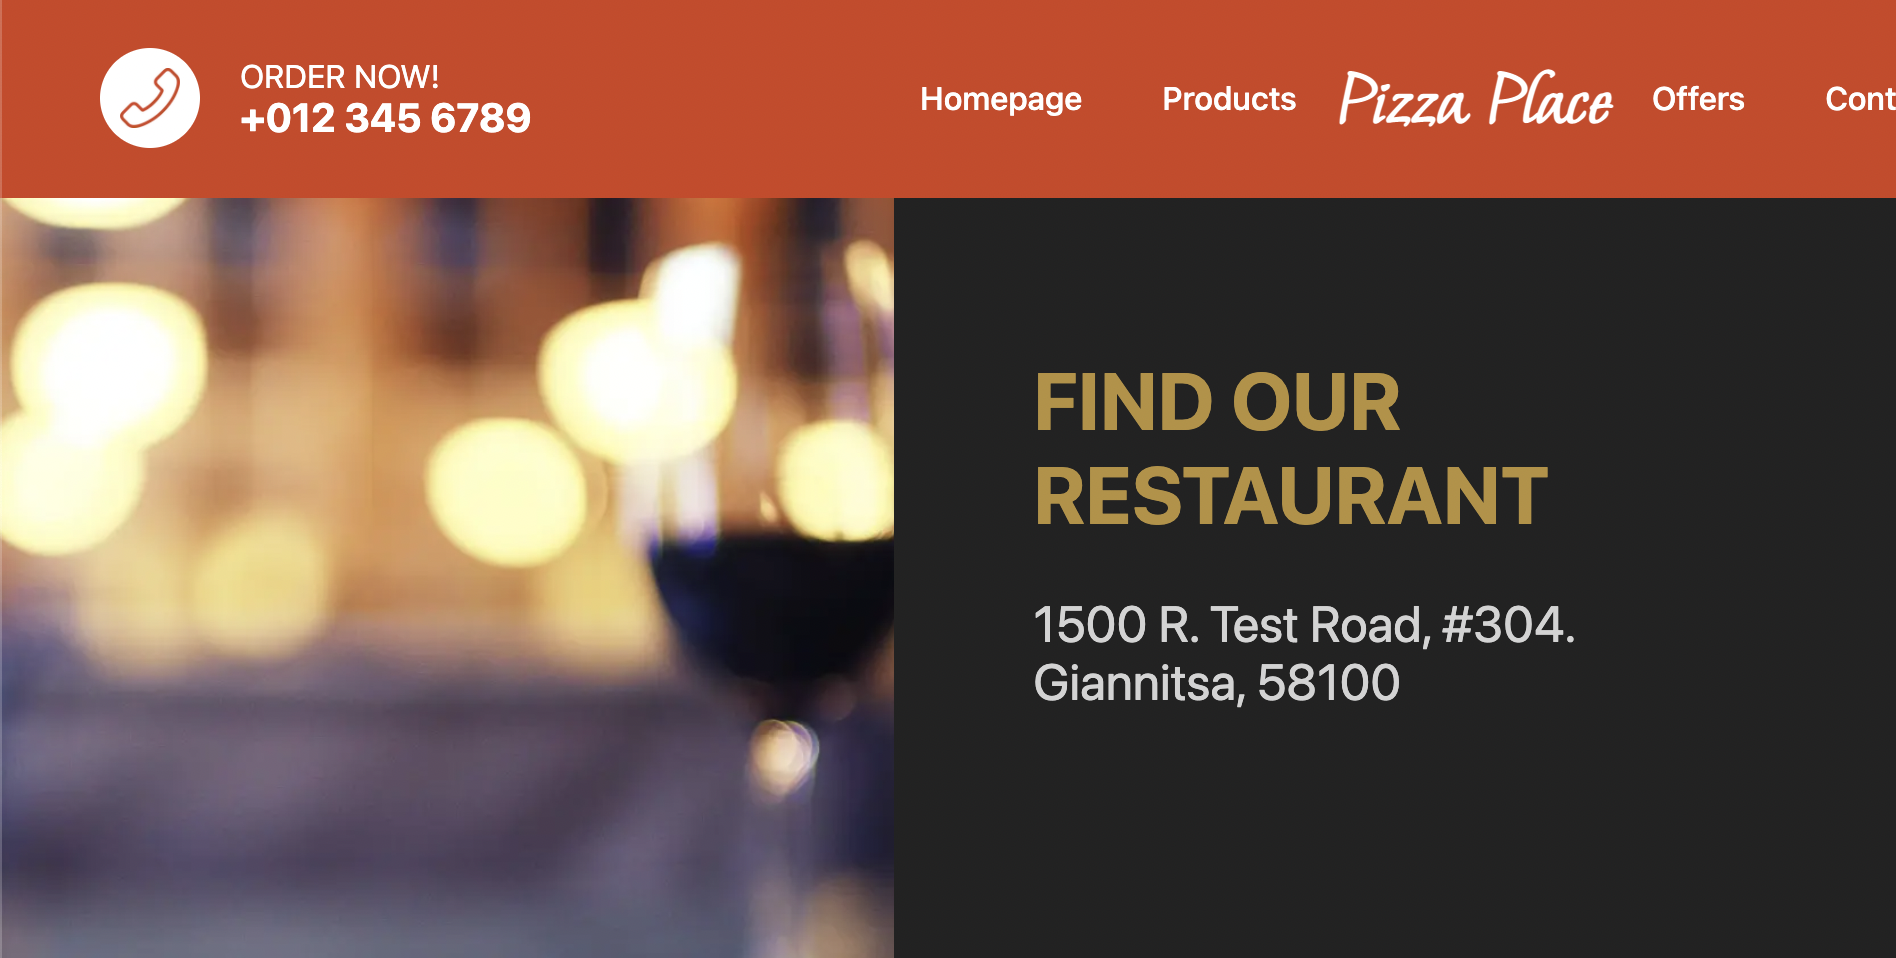 ORDER NOW!
+012 345 6789
Homepage
Products
Pizza Place
Offers
Cont
FIND OUR
RESTAURANT
1500 R. Test Road, #304.
Giannitsa, 58100